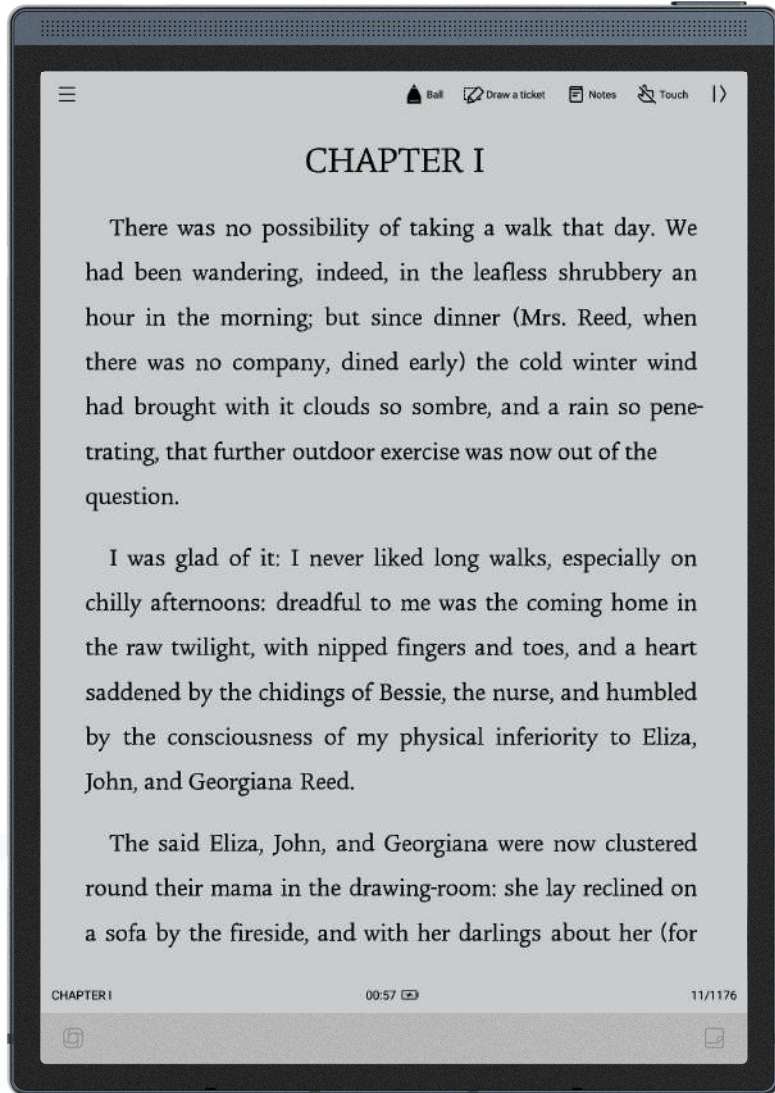 Ball Draw a ticket Notes Touch
CHAPTER I
There was no possibility of taking a walk that day. We
had been wandering, indeed, in the leafless shrubbery an
hour in the morning; but since dinner (Mrs. Reed, when
there was no company, dined early) the cold winter wind
had brought with it clouds so sombre, and a rain so pene-
trating, that further outdoor exercise was now out of the
question.
I was glad of it: I never liked long walks, especially on
chilly afternoons: dreadful to me was the coming home in
the raw twilight, with nipped fingers and toes, and a heart
saddened by the chidings of Bessie, the nurse, and humbled
by the consciousness of my physical inferiority to Eliza,
John, and Georgiana Reed.
The said Eliza, John, and Georgiana were now clustered
round their mama in the drawing-room: she lay reclined on
a sofa by the fireside, and with her darlings about her (for
CHAPTER I 00:57 11/1176